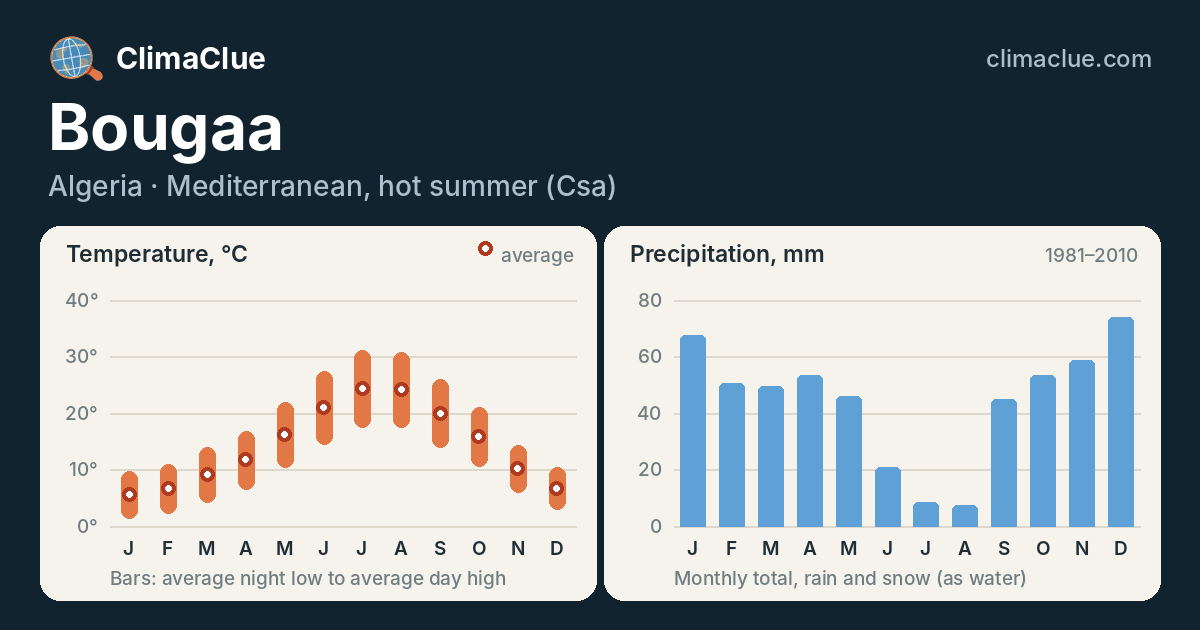 ClimaClue
climaclue.com
Bougaa
Algeria · Mediterranean, hot summer (Csa)
Temperature, °C
average
40°
30°
20°
10°
0°
J F M A M J J A S O N D
Bars: average night low to average day high
Precipitation, mm
1981–2010
80
60
40
20
0
J F M A M J J A S O N D
Monthly total, rain and snow (as water)